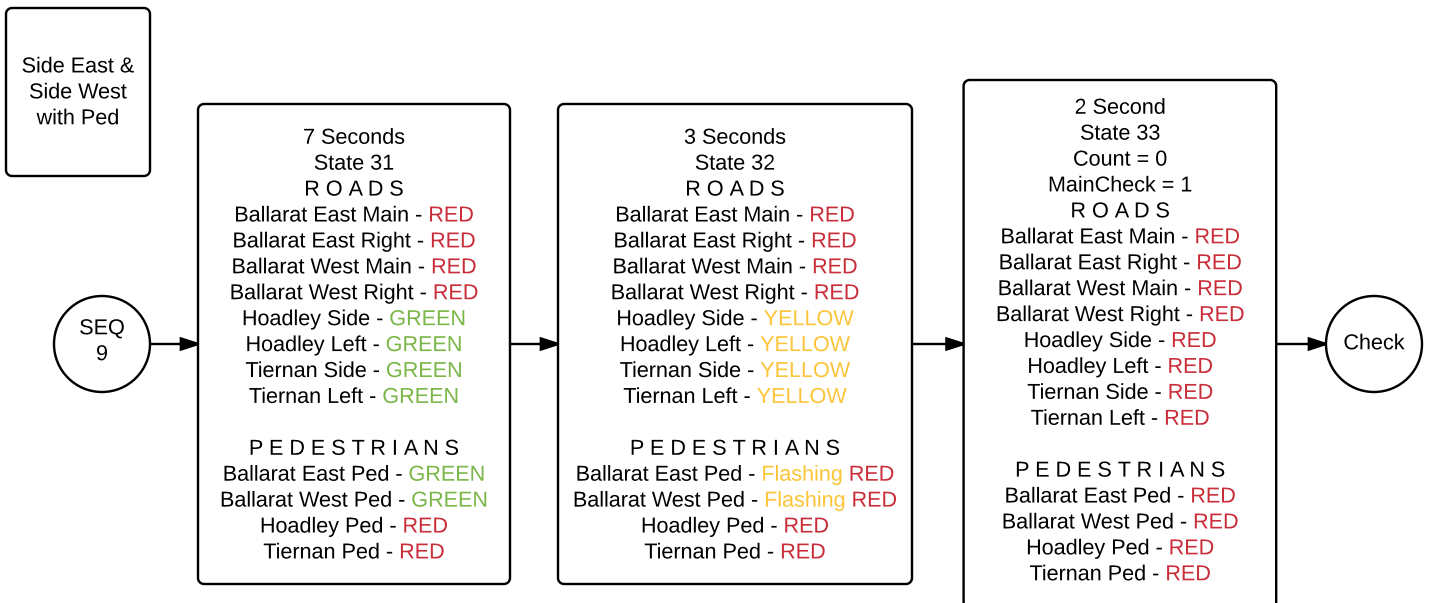 Side East &
Side West
with Ped
SEQ
9
7 Seconds
State 31
R O A D S
Ballarat East Main - RED
Ballarat East Right - RED
Ballarat West Main - RED
Ballarat West Right - RED
Hoadley Side - GREEN
Hoadley Left - GREEN
Tiernan Side - GREEN
Tiernan Left - GREEN
P E D E S T R I A N S
Ballarat East Ped - GREEN
Ballarat West Ped - GREEN
Hoadley Ped - RED
Tiernan Ped - RED
3 Seconds
State 32
R O A D S
Ballarat East Main - RED
Ballarat East Right - RED
Ballarat West Main - RED
Ballarat West Right - RED
Hoadley Side - YELLOW
Hoadley Left - YELLOW
Tiernan Side - YELLOW
Tiernan Left - YELLOW
P E D E S T R I A N S
Ballarat East Ped - Flashing RED
Ballarat West Ped - Flashing RED
Hoadley Ped - RED
Tiernan Ped - RED
2 Second
State 33
Count = 0
MainCheck = 1
R O A D S
Ballarat East Main - RED
Ballarat East Right - RED
Ballarat West Main - RED
Ballarat West Right - RED
Hoadley Side - RED
Hoadley Left - RED
Tiernan Side - RED
Tiernan Left - RED
P E D E S T R I A N S
Ballarat East Ped - RED
Ballarat West Ped - RED
Hoadley Ped - RED
Tiernan Ped - RED
Check